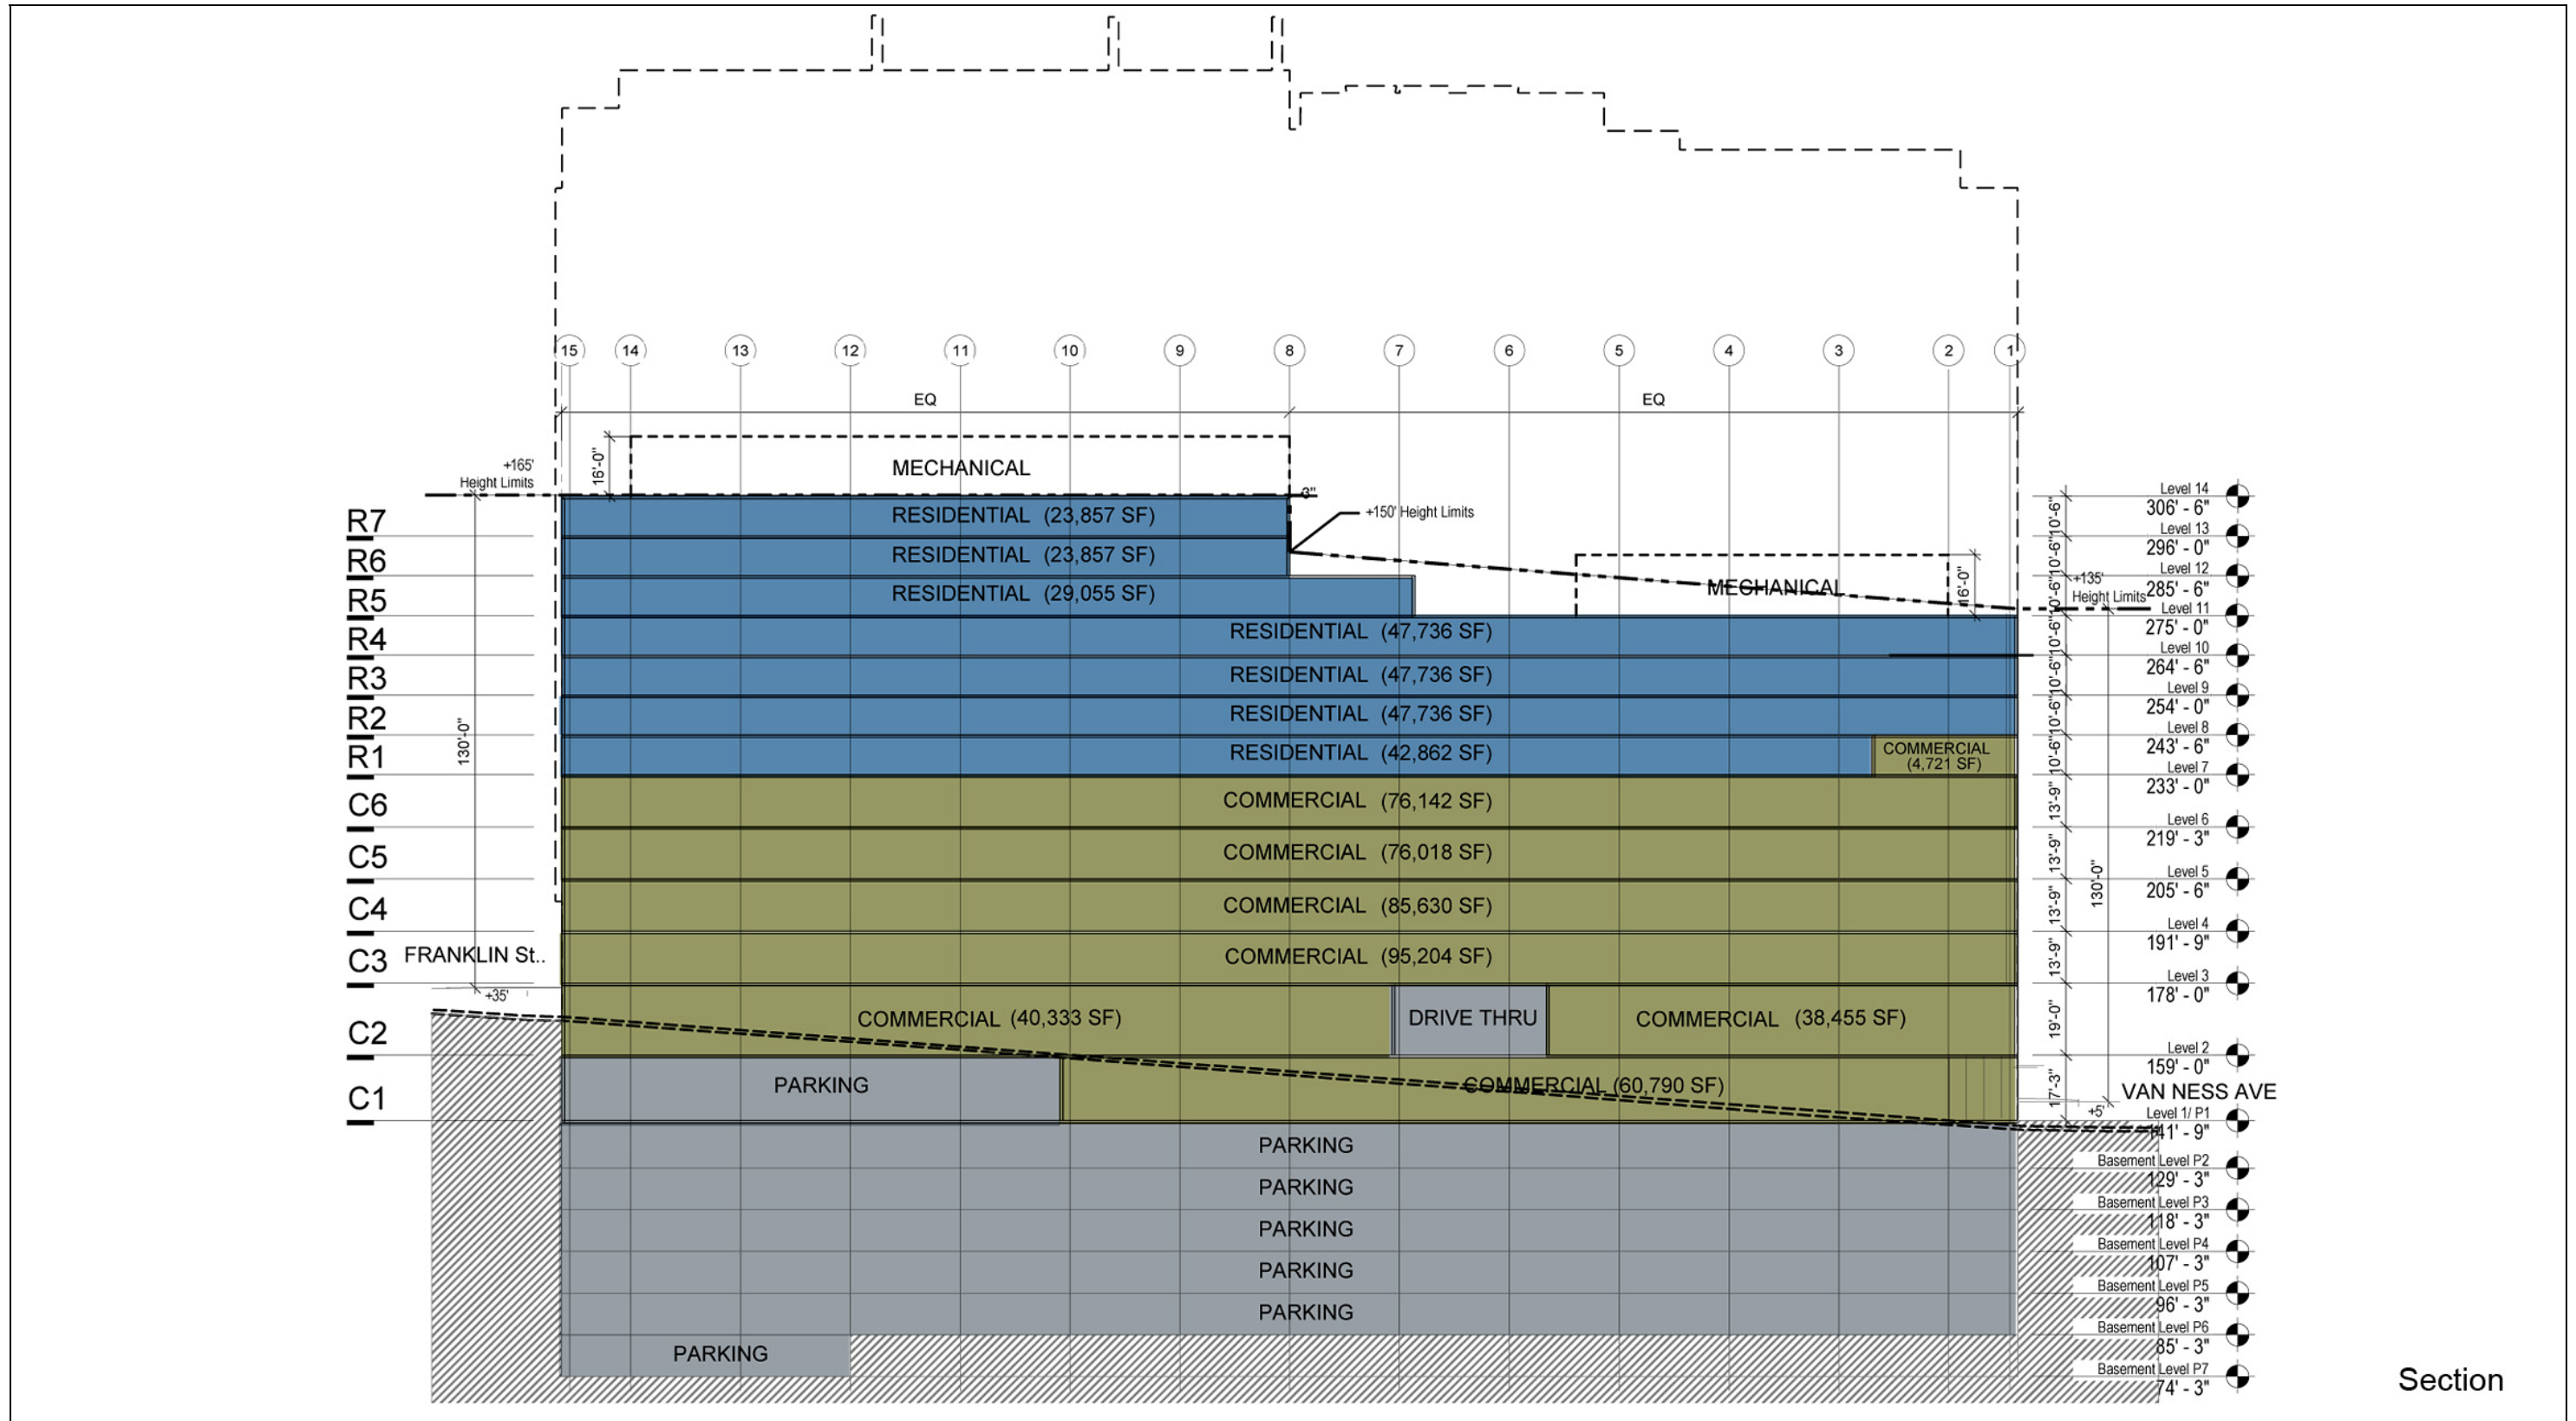 15 14 13 12 11 10 9 8 7 6 5 4 3 2 1
EQ EQ
16'-0"
MECHANICAL
+165'
Height Limits
3"
+150' Height Limits
MECHANICAL
16'-0"
+135'
Height Limits
R7
RESIDENTIAL (23,857 SF)
R6
RESIDENTIAL (23,857 SF)
R5
RESIDENTIAL (29,055 SF)
R4
RESIDENTIAL (47,736 SF)
R3
RESIDENTIAL (47,736 SF)
R2
RESIDENTIAL (47,736 SF)
R1
RESIDENTIAL (42,862 SF)
COMMERCIAL
(4,721 SF)
C6
COMMERCIAL (76,142 SF)
C5
COMMERCIAL (76,018 SF)
C4
COMMERCIAL (85,630 SF)
C3
COMMERCIAL (95,204 SF)
130'-0"
FRANKLIN St..
+35'
C2
COMMERCIAL (40,333 SF)
DRIVE THRU
COMMERCIAL (38,455 SF)
C1
PARKING
COMMERCIAL (60,790 SF)
PARKING
PARKING
PARKING
PARKING
PARKING
PARKING
10'-6"
10'-6"
10'-6"
10'-6"
10'-6"
10'-6"
10'-6"
13'-9"
13'-9"
13'-9"
13'-9"
19'-0"
17'-3"
130'-0"
+5'
VAN NESS AVE
Level 14
306' - 6"
Level 13
296' - 0"
Level 12
285' - 6"
Level 11
275' - 0"
Level 10
264' - 6"
Level 9
254' - 0"
Level 8
243' - 6"
Level 7
233' - 0"
Level 6
219' - 3"
Level 5
205' - 6"
Level 4
191' - 9"
Level 3
178' - 0"
Level 2
159' - 0"
Level 1/ P1
141' - 9"
Basement Level P2
129' - 3"
Basement Level P3
118' - 3"
Basement Level P4
107' - 3"
Basement Level P5
96' - 3"
Basement Level P6
85' - 3"
Basement Level P7
74' - 3"
Section